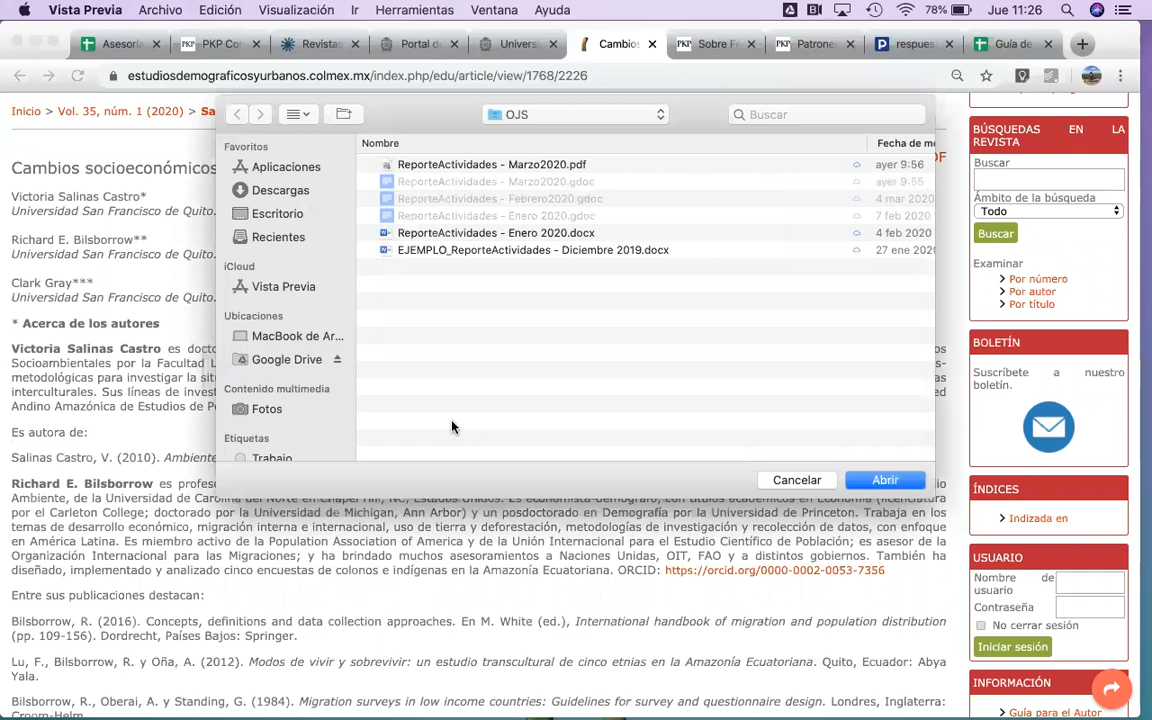 Vista Previa Archivo Edición Visualización Ir Herramientas Ventana Ayuda 78% Jue 11:26
Asesoría PKP Co Revistas Portal d Univers Cambio Sobre F Patrone respues Guía de
estudiosdemograficosyurbanos.colmex.mx/index.php/edu/article/view/1768/2226
Inicio > Vol. 35, núm. 1 (2020) > Sa
Cambios socioeconómicos
Victoria Salinas Castro*
Universidad San Francisco de Quito.
Richard E. Bilsborrow**
Universidad San Francisco de Quito.
Clark Gray***
Universidad San Francisco de Quito.
* Acerca de los autores
Victoria Salinas Castro es docto
Socioambientales por la Facultad L
metodológicas para investigar la situ
interculturales. Sus líneas de invest
Andino Amazónica de Estudios de P
Es autora de:
Salinas Castro, V. (2010). Ambiente
OJS
Buscar
Nombre Fecha de mo
Favoritos
Aplicaciones
Descargas
Escritorio
Recientes
iCloud
Vista Previa
Ubicaciones
MacBook de Ar...
Google Drive
Contenido multimedia
Fotos
Etiquetas
Trabajo
ReporteActividades - Marzo2020.pdf ayer 9:56
ReporteActividades - Marzo2020.gdoc ayer 9:55
ReporteActividades - Febrero2020.gdoc 4 mar 2020
ReporteActividades - Enero 2020.gdoc 7 feb 2020
ReporteActividades - Enero 2020.docx 4 feb 2020
EJEMPLO_ReporteActividades - Diciembre 2019.docx 27 ene 2020
Cancelar Abrir
Richard E. Bilsborrow es profes
Ambiente, de la Universidad de Carolina del Norte en Chapel Hill, NC, Estados Unidos. Es economista-demógrafo, con títulos académicos en Economía (licenciatura
por el Carleton College; doctorado por la Universidad de Michigan, Ann Arbor) y un posdoctorado en Demografía por la Universidad de Princeton. Trabaja en los
temas de desarrollo económico, migración interna e internacional, uso de tierra y deforestación, metodologías de investigación y recolección de datos, con enfoque
en América Latina. Es miembro activo de la Population Association of America y de la Unión Internacional para el Estudio Científico de Población; es asesor de la
Organización Internacional para las Migraciones; y ha brindado muchos asesoramientos a Naciones Unidas, OIT, FAO y a distintos gobiernos. También ha
diseñado, implementado y analizado cinco encuestas de colonos e indígenas en la Amazonía Ecuatoriana. ORCID: https://orcid.org/0000-0002-0053-7356
Entre sus publicaciones destacan:
Bilsborrow, R. (2016). Concepts, definitions and data collection approaches. En M. White (ed.), International handbook of migration and population distribution
(pp. 109-156). Dordrecht, Países Bajos: Springer.
Lu, F., Bilsborrow, R. y Oña, A. (2012). Modos de vivir y sobrevivir: un estudio transcultural de cinco etnias en la Amazonía Ecuatoriana. Quito, Ecuador: Abya
Yala.
Bilsborrow, R., Oberai, A. y Standing, G. (1984). Migration surveys in low income countries: Guidelines for survey and questionnaire design. Londres, Inglaterra:
Croom-Helm.
BÚSQUEDAS EN LA
REVISTA
Buscar
Ámbito de la búsqueda
Todo
Buscar
Examinar
Por número
Por autor
Por título
BOLETÍN
Suscríbete a nuestro
boletín.
ÍNDICES
Indizada en
USUARIO
Nombre de
usuario
Contraseña
No cerrar sesión
Iniciar sesión
INFORMACIÓN
Guía para el Autor